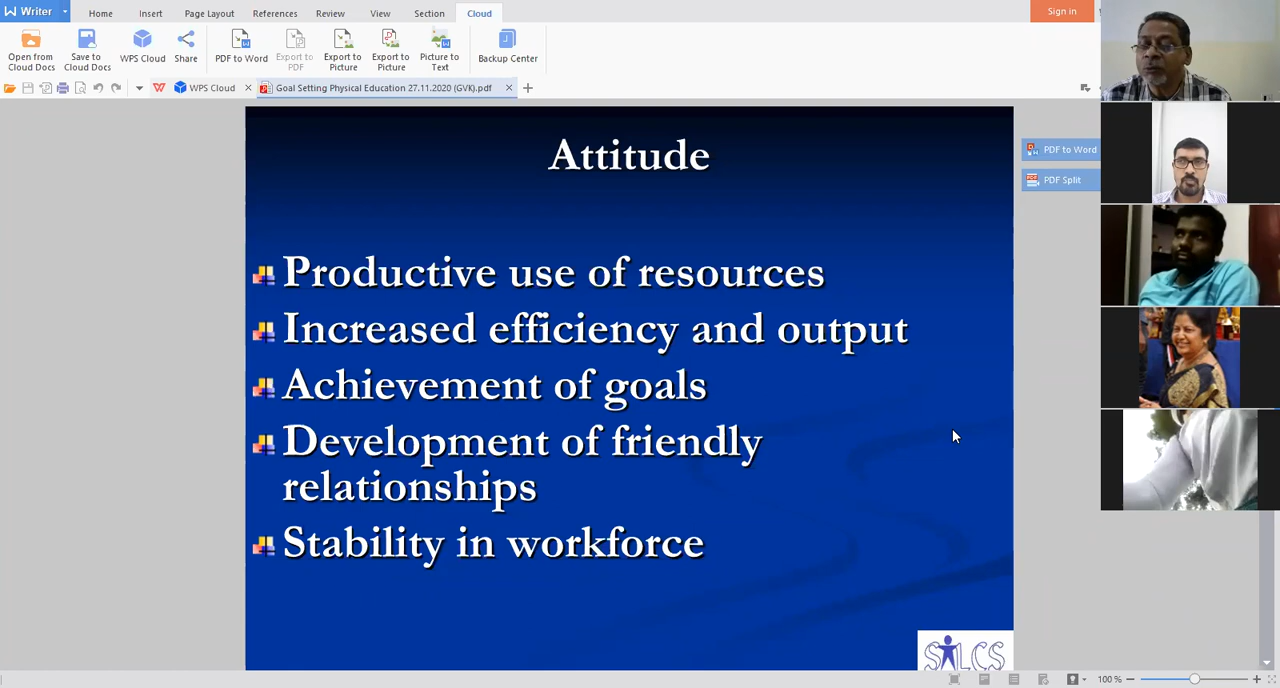 Writer
Home
Insert
Page Layout
References
Review
View
Section
Cloud
Sign in
Open from
Cloud Docs
Save to
Cloud Docs
WPS Cloud
Share
PDF to Word
Export to
PDF
Export to
Picture
Export to
Picture
Picture to
Text
Backup Center
WPS Cloud
Goal Setting Physical Education 27.11.2020 (GVK).pdf
Attitude
PDF to Word
PDF Split
Productive use of resources
Increased efficiency and output
Achievement of goals
Development of friendly
relationships
Stability in workforce
SALCS
100 %